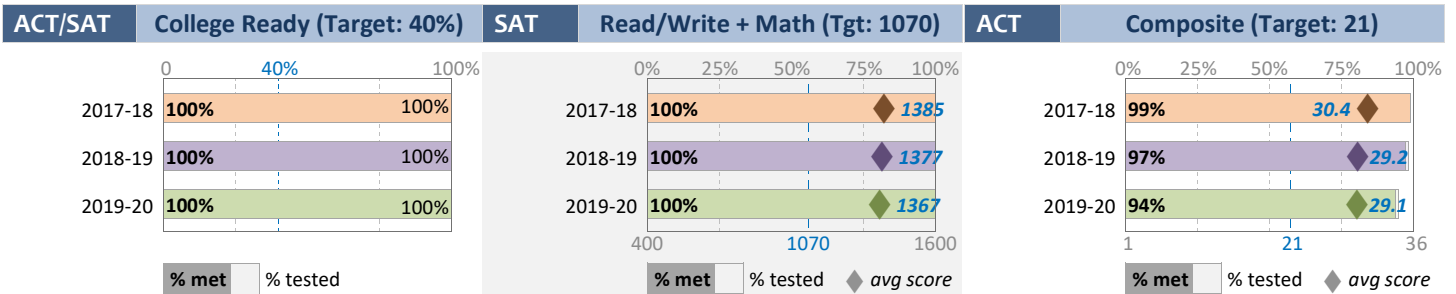 ACT/SAT College Ready (Target: 40%)
0 40% 100%
2017-18 100% 100%
2018-19 100% 100%
2019-20 100% 100%
% met % tested
SAT Read/Write + Math (Tgt: 1070)
0% 25% 50% 75% 100%
2017-18 100% 1385
2018-19 100% 1377
2019-20 100% 1367
400 1070 1600
% met % tested avg score
ACT Composite (Target: 21)
0% 25% 50% 75% 100%
2017-18 99% 30.4
2018-19 97% 29.2
2019-20 94% 29.1
1 21 36
% met % tested avg score